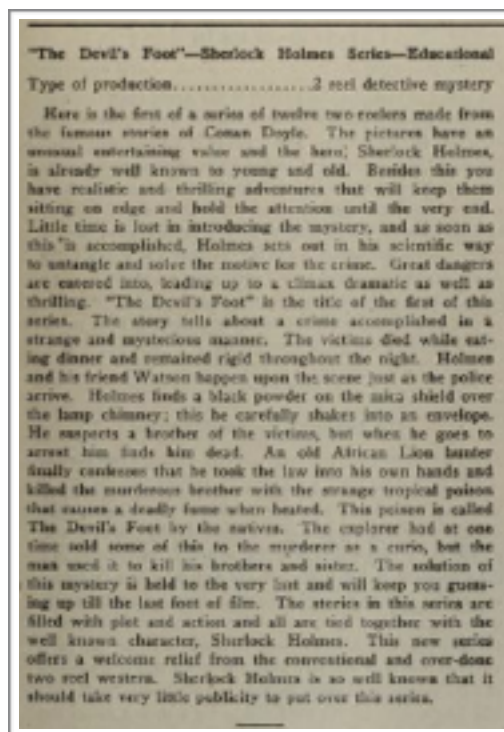 "The Devil's Foot"—Sherlock Holmes Series—Educational
Type of production..................2 reel detective mystery
Here is the first of a series of twelve two-reelers made from
the famous stories of Conan Doyle. The pictures have an
unusual entertaining value and the hero, Sherlock Holmes,
is already well known to young and old. Besides this you
have realistic and thrilling adventures that will keep them
sitting on edge and hold the attention until the very end.
Little time is lost in introducing the mystery, and as soon as
this is accomplished, Holmes sets out in his scientific way
to untangle and solve the motive for the crime. Great dangers
are entered into, leading up to a climax dramatic as well as
thrilling. "The Devil's Foot" is the title of the first of this
series. The story tells about a crime accomplished in a
strange and mysterious manner. The victims died while eat-
ing dinner and remained rigid throughout the night. Holmes
and his friend Watson happen upon the scene just as the police
arrive. Holmes finds a black powder on the mica shield over
the lamp chimney; this he carefully shakes into an envelope.
He suspects a brother of the victims, but when he goes to
arrest him finds him dead. An old African Lion hunter
finally confesses that he took the law into his own hands and
killed the murderous brother with the strange tropical poison
that causes a deadly fume when heated. This poison is called
The Devil's Foot by the natives. The explorer had at one
time sold some of this to the murderer as a curio, but the
man used it to kill his brothers and sister. The solution of
this mystery is held to the very last and will keep you guess-
ing up till the last foot of film. The stories in this series are
filled with plot and action and all are tied together with the
well known character, Sherlock Holmes. This new series
offers a welcome relief from the conventional and over-done
two reel western. Sherlock Holmes is so well known that it
should take very little publicity to put over this series.